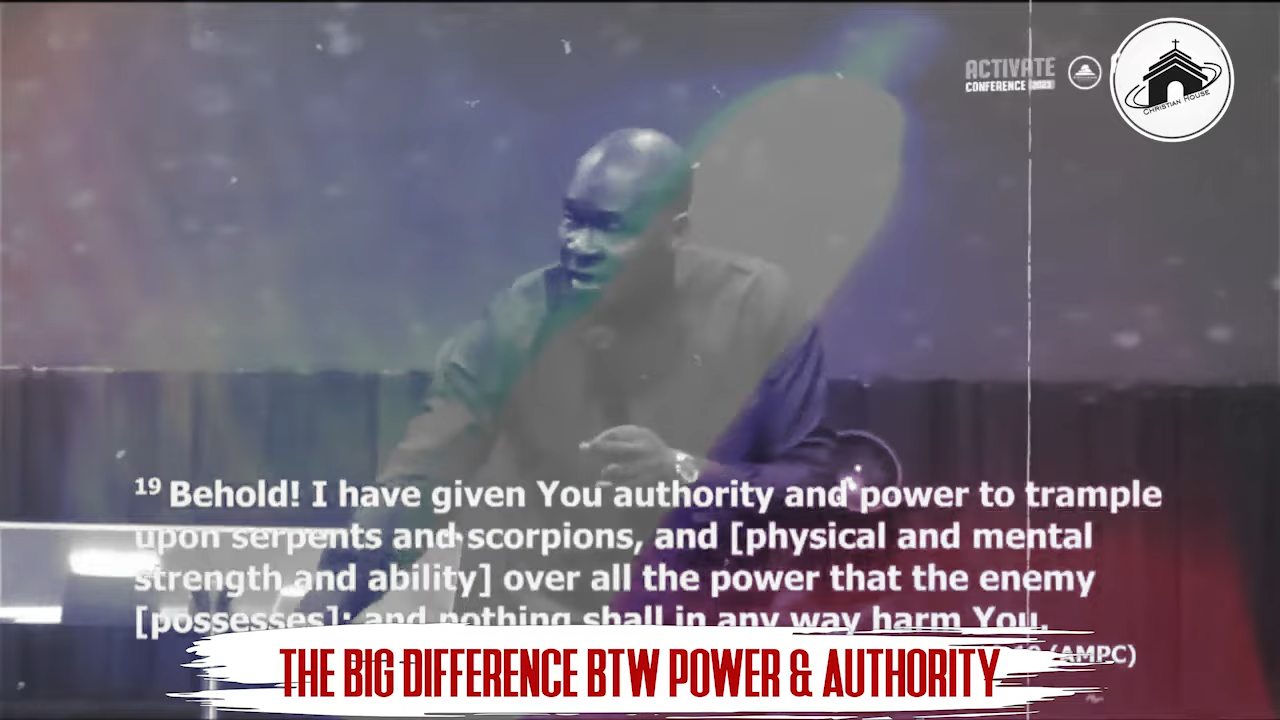 ACTIVATE
CONFERENCE 2023
CHRISTIAN HOUSE
19 Behold! I have given You authority and power to trample
upon serpents and scorpions, and [physical and mental
strength and ability] over all the power that the enemy
[possesses]; and nothing shall in any way harm You.
(AMPC)
THE BIG DIFFERENCE BTW POWER & AUTHORITY